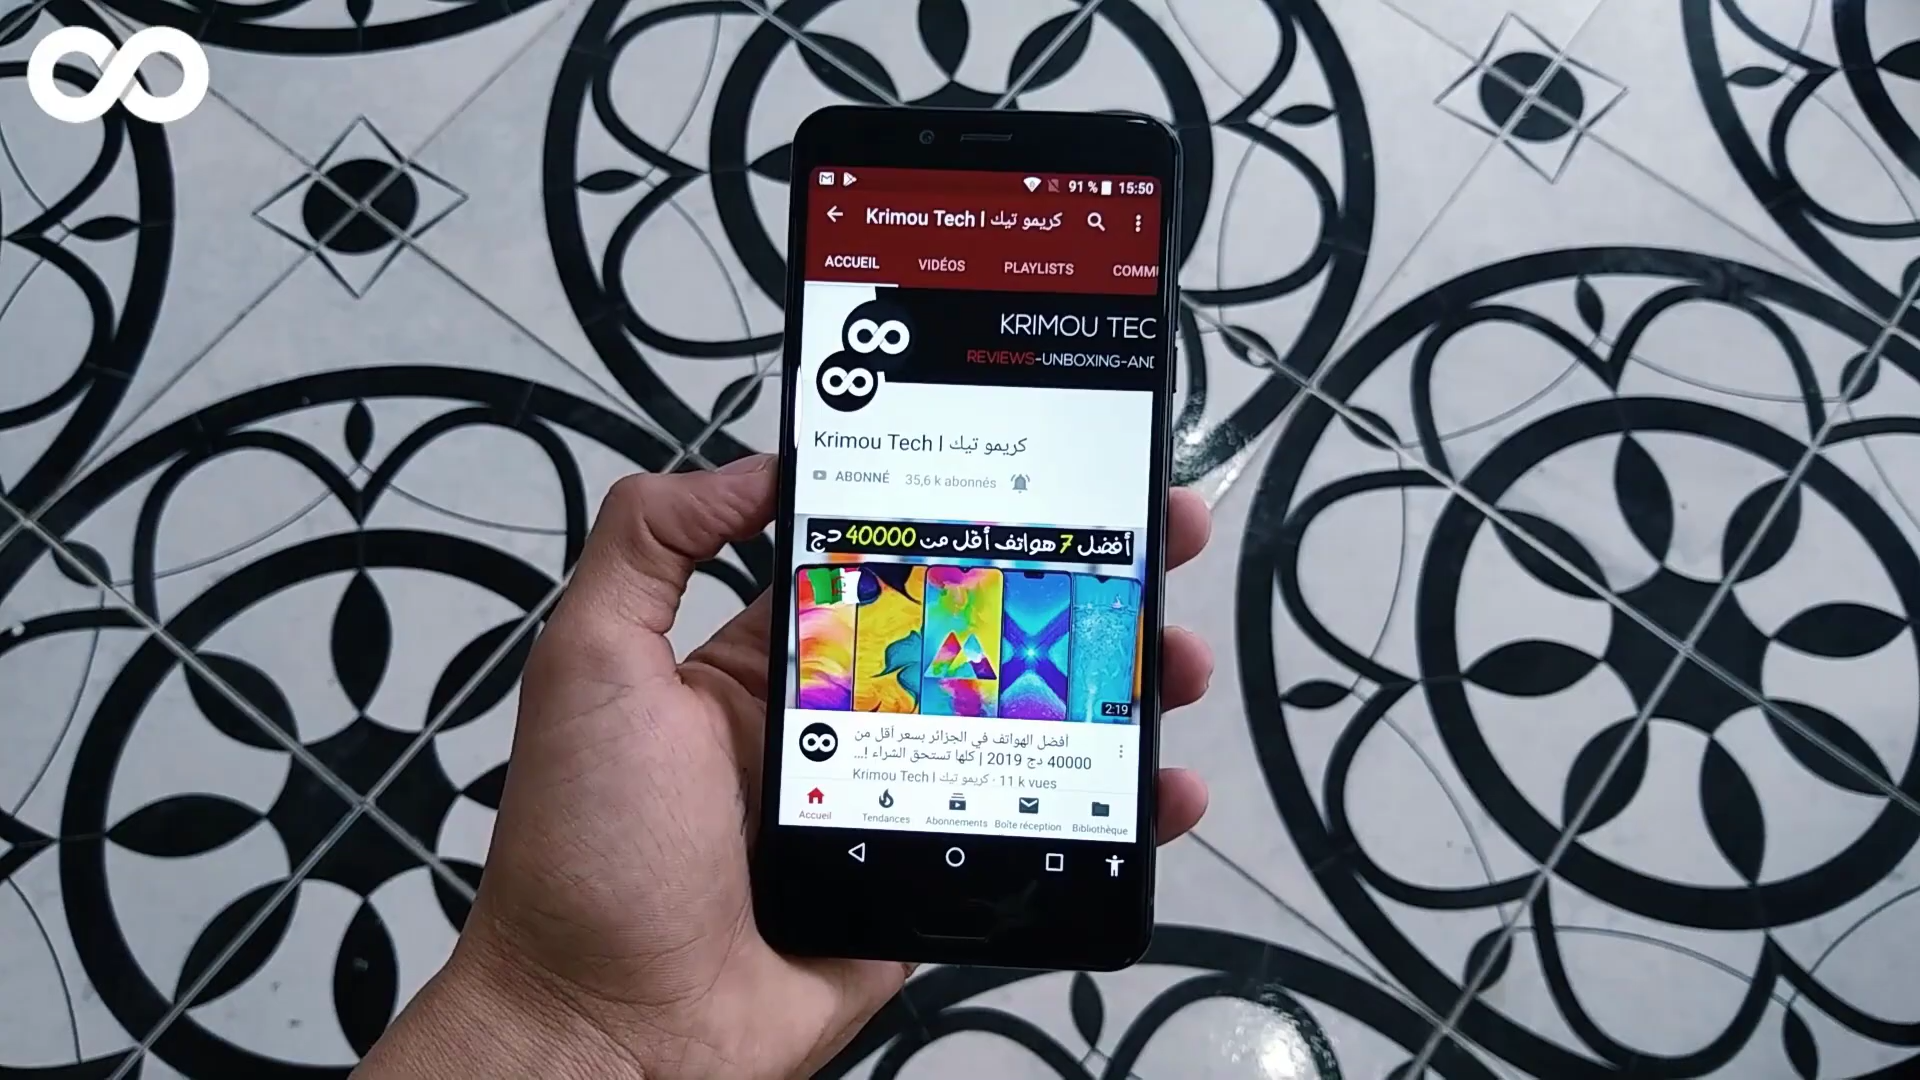 91 % 15:50
Krimou Tech | كريمو تيك
ACCUEIL VIDÉOS PLAYLISTS COMMU
KRIMOU TEC
REVIEWS-UNBOXING-AND
Krimou Tech | كريمو تيك
ABONNÉ 35,6 k abonnés
أفضل 7 هواتف أقل من 40000 دج
2:19
أفضل الهواتف في الجزائر بسعر أقل من
40000 دج 2019 | كلها تستحق الشراء !...
Krimou Tech | كريمو تيك · 11 k vues
Accueil Tendances Abonnements Boîte réception Bibliothèque